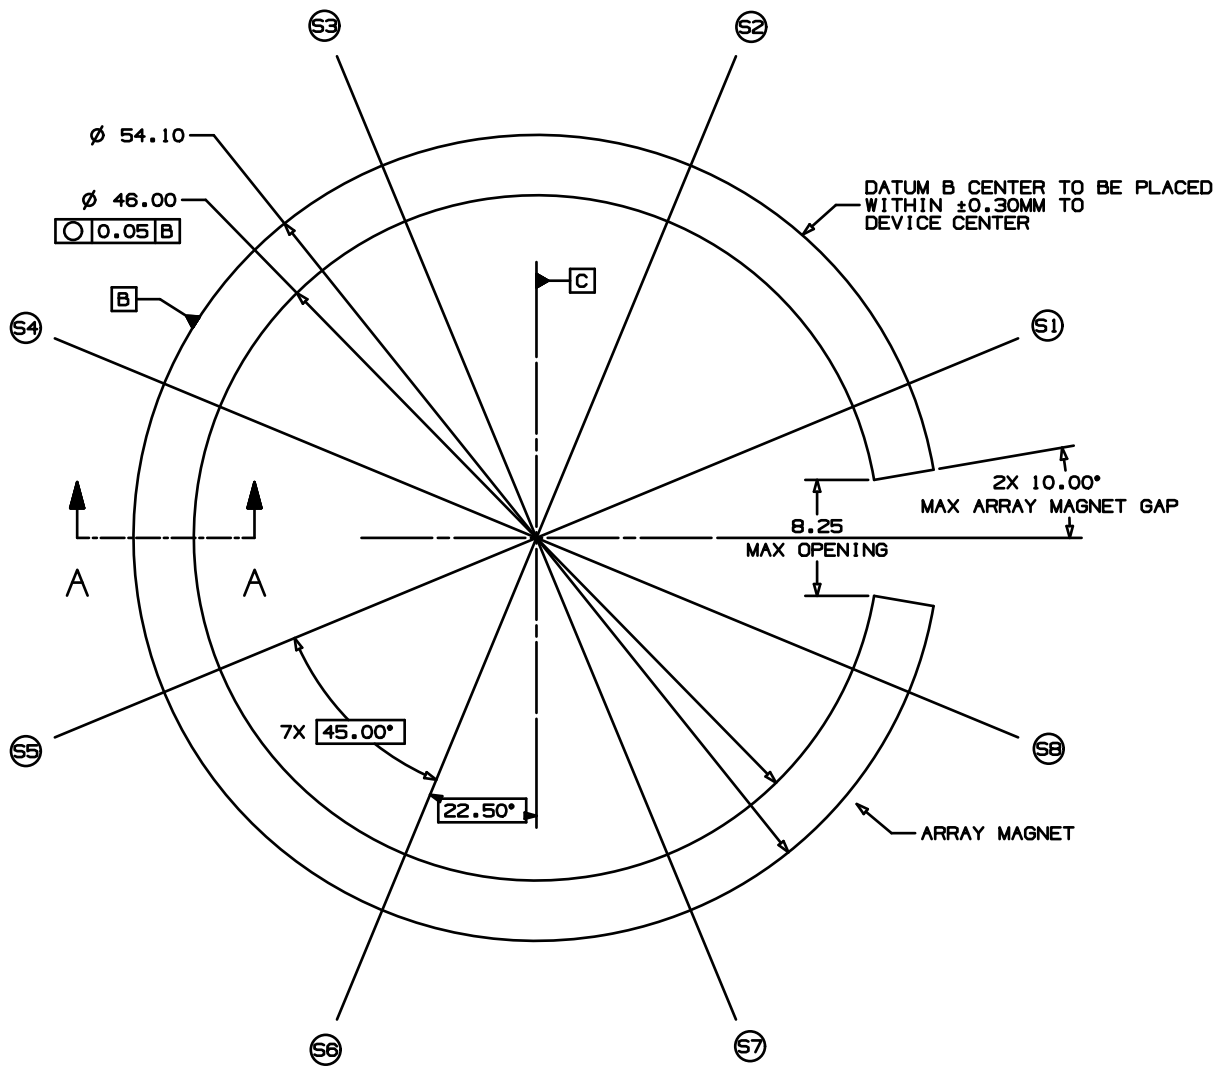 S3
S2
Ø 54.10
Ø 46.00
○ 0.05 B
DATUM B CENTER TO BE PLACED
WITHIN ±0.30MM TO
DEVICE CENTER
C
B
S4
S1
2X 10.00°
MAX ARRAY MAGNET GAP
8.25
MAX OPENING
A
A
7X 45.00°
S5
S8
22.50°
ARRAY MAGNET
S6
S7